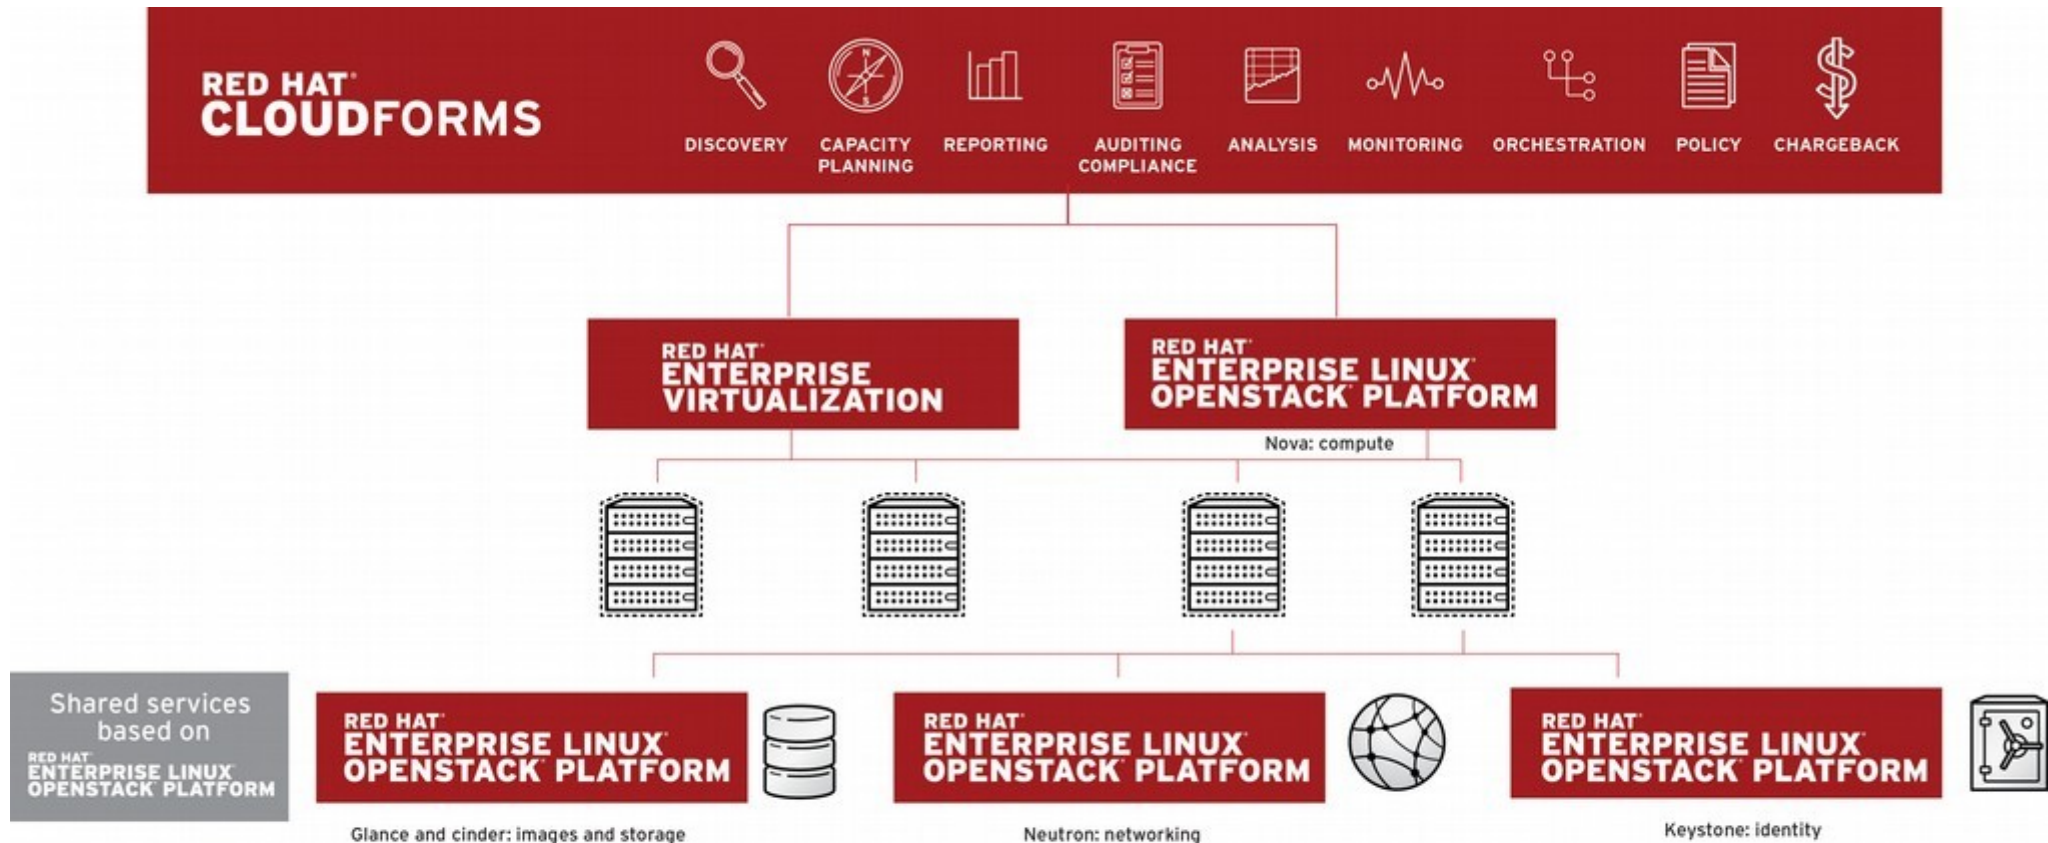 RED HAT®
CLOUDFORMS
DISCOVERY
CAPACITY
PLANNING
REPORTING
AUDITING
COMPLIANCE
ANALYSIS
MONITORING
ORCHESTRATION
POLICY
CHARGEBACK
RED HAT®
ENTERPRISE
VIRTUALIZATION
RED HAT®
ENTERPRISE LINUX®
OPENSTACK® PLATFORM
Nova: compute
Shared services
based on
RED HAT®
ENTERPRISE LINUX®
OPENSTACK® PLATFORM
RED HAT®
ENTERPRISE LINUX®
OPENSTACK® PLATFORM
Glance and cinder: images and storage
RED HAT®
ENTERPRISE LINUX®
OPENSTACK® PLATFORM
Neutron: networking
RED HAT®
ENTERPRISE LINUX®
OPENSTACK® PLATFORM
Keystone: identity